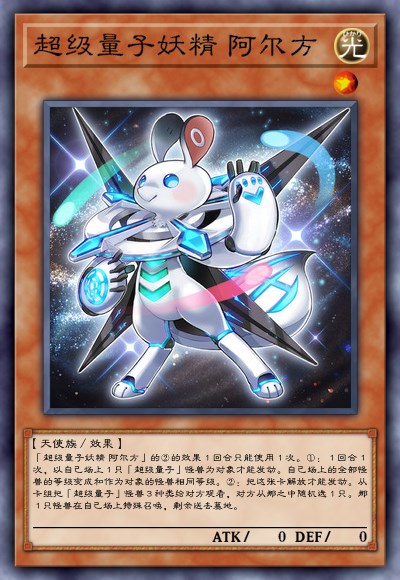 超级量子妖精 阿尔方
光
【天使族／效果】
「超级量子妖精 阿尔方」的②的效果１回合只能使用１次。①：１回合１
次，以自己场上１只「超级量子」怪兽为对象才能发动。自己场上的全部怪
兽的等级变成和作为对象的怪兽相同等级。②：把这张卡解放才能发动。从
卡组把「超级量子」怪兽３种类给对方观看，对方从那之中随机选１只。那
１只怪兽在自己场上特殊召唤，剩余送去墓地。
ATK/ 0 DEF/ 0